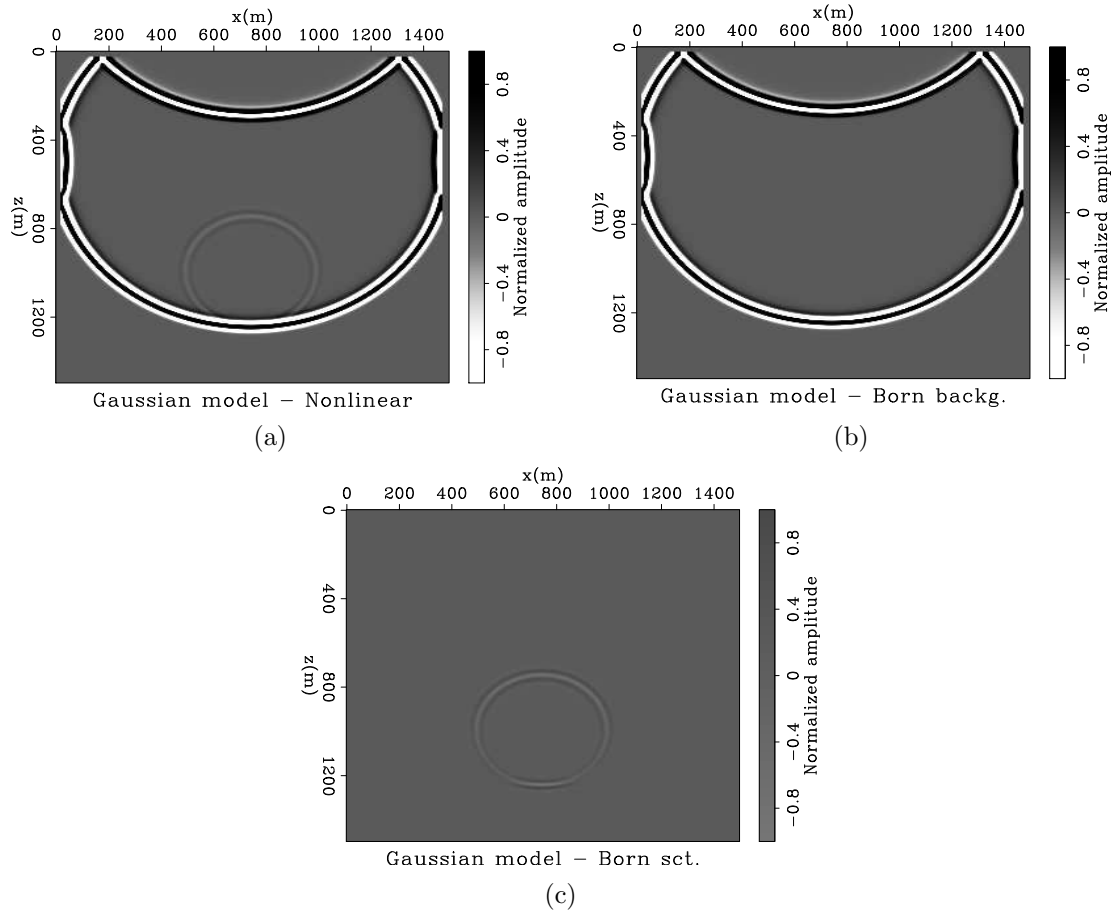 x(m)
0 200 400 600 800 1000 1200 1400
0
400
z(m)
800
1200
0.8
0.4
0
−0.4
−0.8
Normalized amplitude
Gaussian model − Nonlinear
(a)
x(m)
0 200 400 600 800 1000 1200 1400
0
400
z(m)
800
1200
0.8
0.4
0
−0.4
−0.8
Normalized amplitude
Gaussian model − Born backg.
(b)
x(m)
0 200 400 600 800 1000 1200 1400
0
400
z(m)
800
1200
0.8
0.4
0
−0.4
−0.8
Normalized amplitude
Gaussian model − Born sct.
(c)